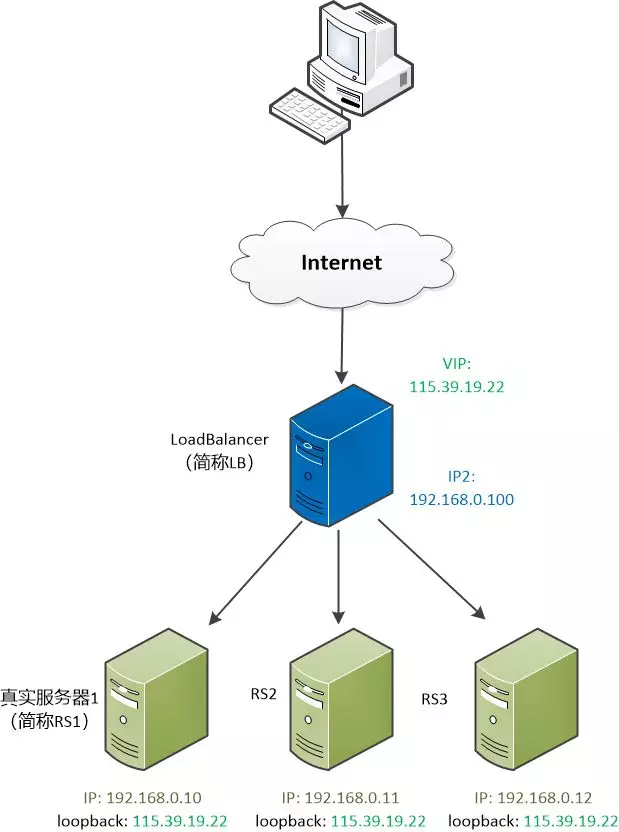 Internet
VIP:
115.39.19.22
LoadBalancer
（简称LB）
IP2:
192.168.0.100
真实服务器1
（简称RS1）
RS2
RS3
IP: 192.168.0.10
loopback: 115.39.19.22
IP: 192.168.0.11
loopback: 115.39.19.22
IP: 192.168.0.12
loopback: 115.39.19.22